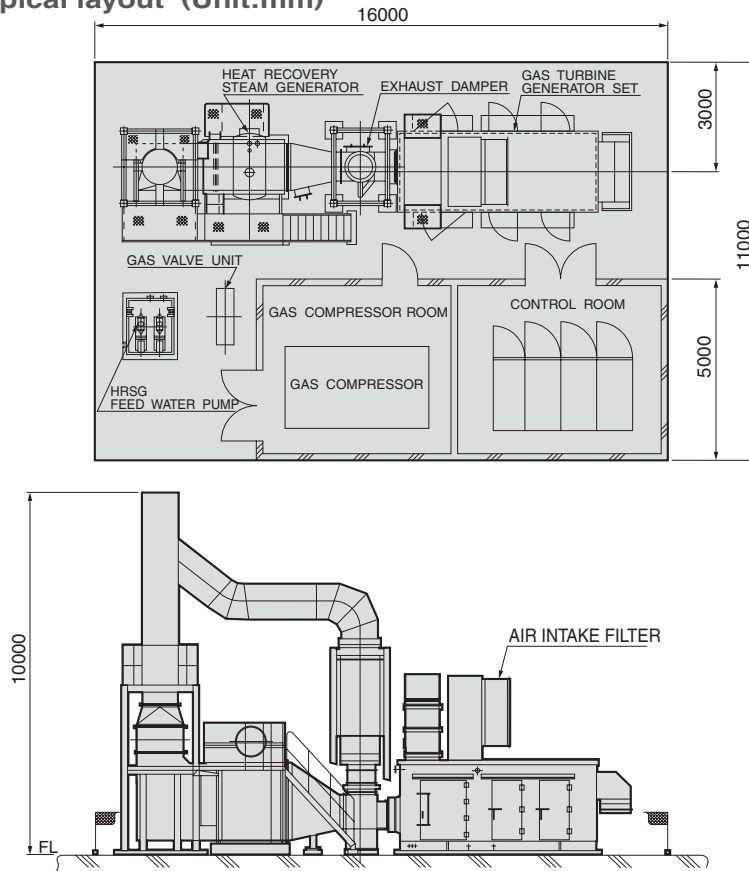 pical layout (Unit:mm)
16000
HEAT RECOVERY
STEAM GENERATOR
EXHAUST DAMPER
GAS TURBINE
GENERATOR SET
3000
11000
GAS VALVE UNIT
GAS COMPRESSOR ROOM
CONTROL ROOM
5000
GAS COMPRESSOR
HRSG
FEED WATER PUMP
10000
AIR INTAKE FILTER
FL